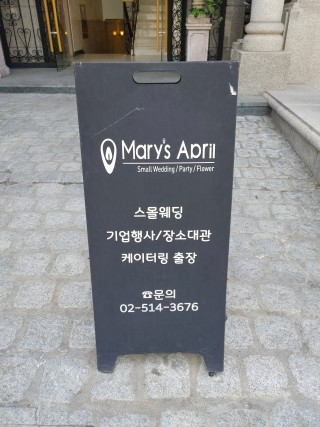 Mary's April
Small Wedding / Party / Flower
스몰웨딩
기업행사/장소대관
케이터링 출장
☎문의
02-514-3676